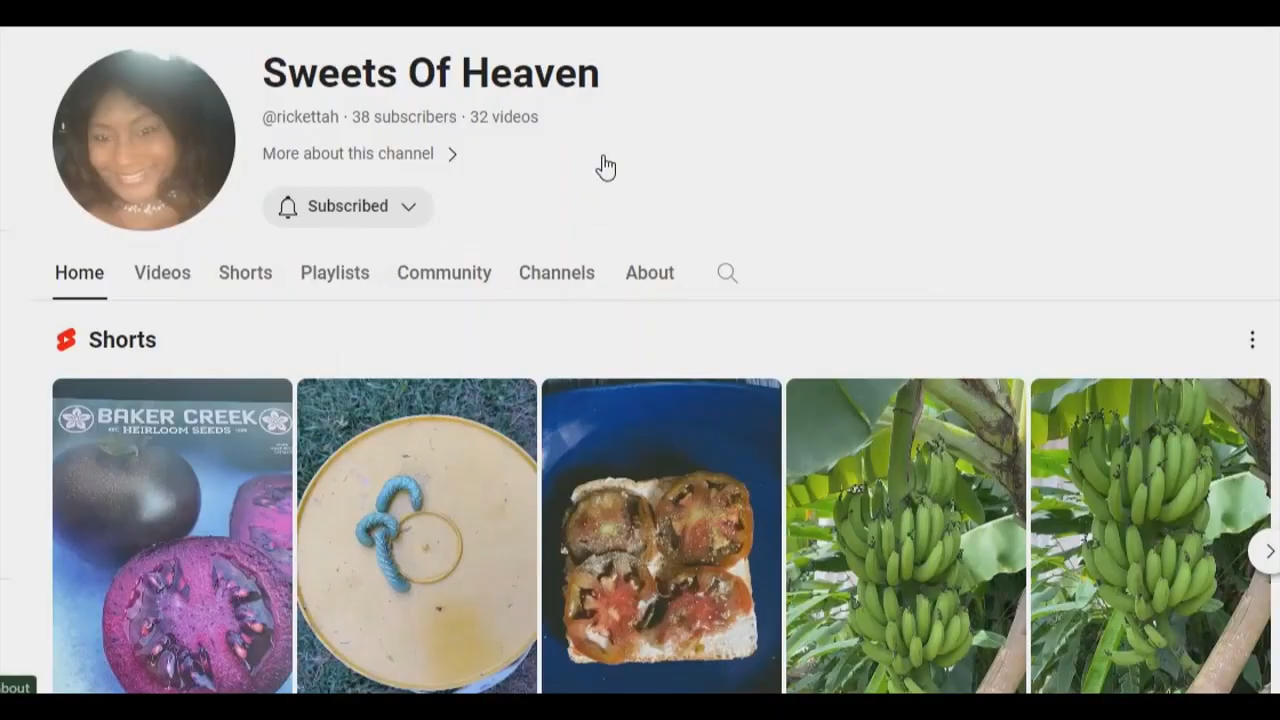 Sweets Of Heaven
@rickettah · 38 subscribers · 32 videos
More about this channel
Subscribed
Home Videos Shorts Playlists Community Channels About
Shorts
BAKER CREEK
HEIRLOOM SEEDS
bout